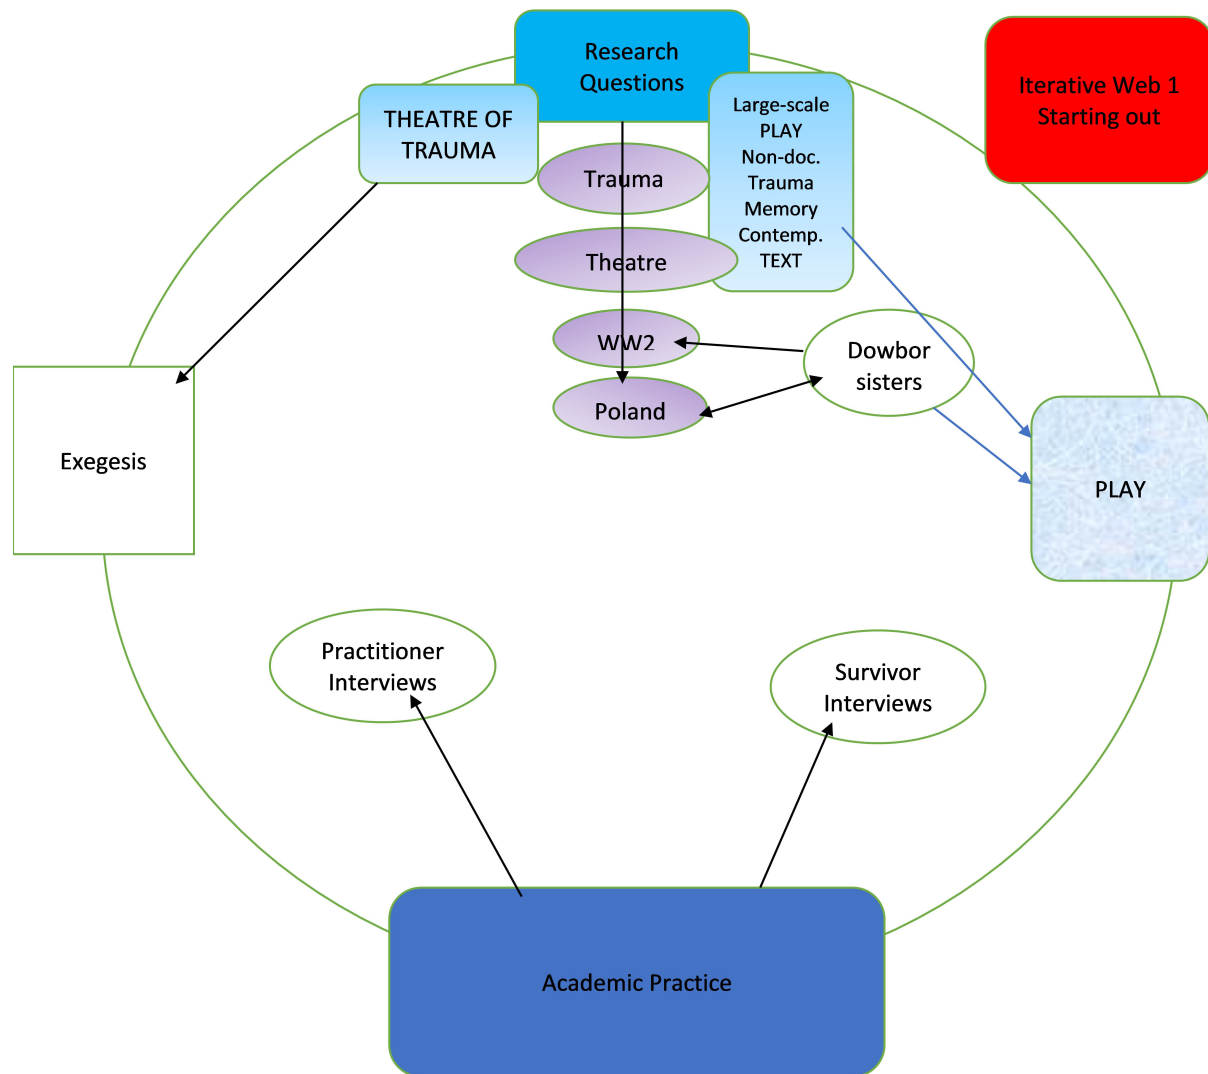 Research
Questions
Iterative Web 1
Starting out
THEATRE OF
TRAUMA
Large-scale
PLAY
Non-doc.
Trauma
Memory
Contemp.
TEXT
Trauma
Theatre
WW2
Poland
Dowbor
sisters
Exegesis
PLAY
Practitioner
Interviews
Survivor
Interviews
Academic Practice